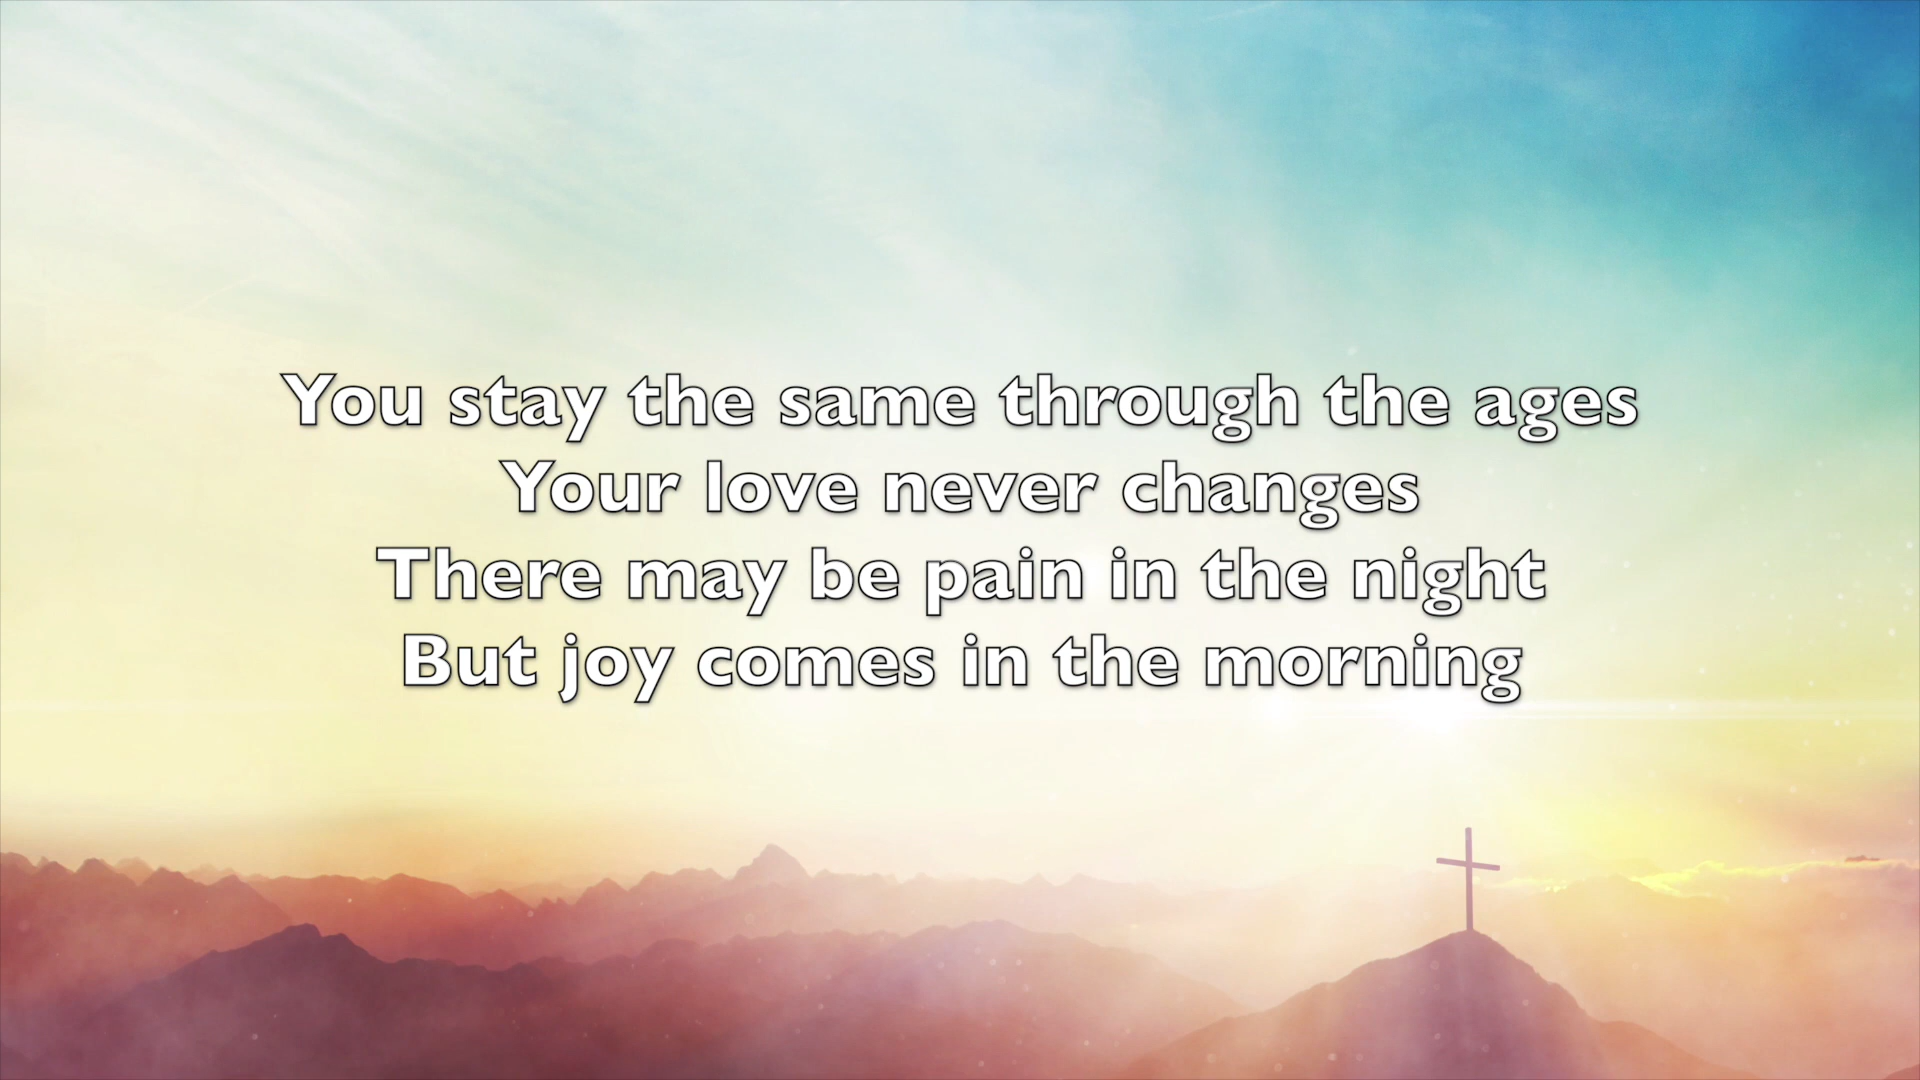 You stay the same through the ages
Your love never changes
There may be pain in the night
But joy comes in the morning